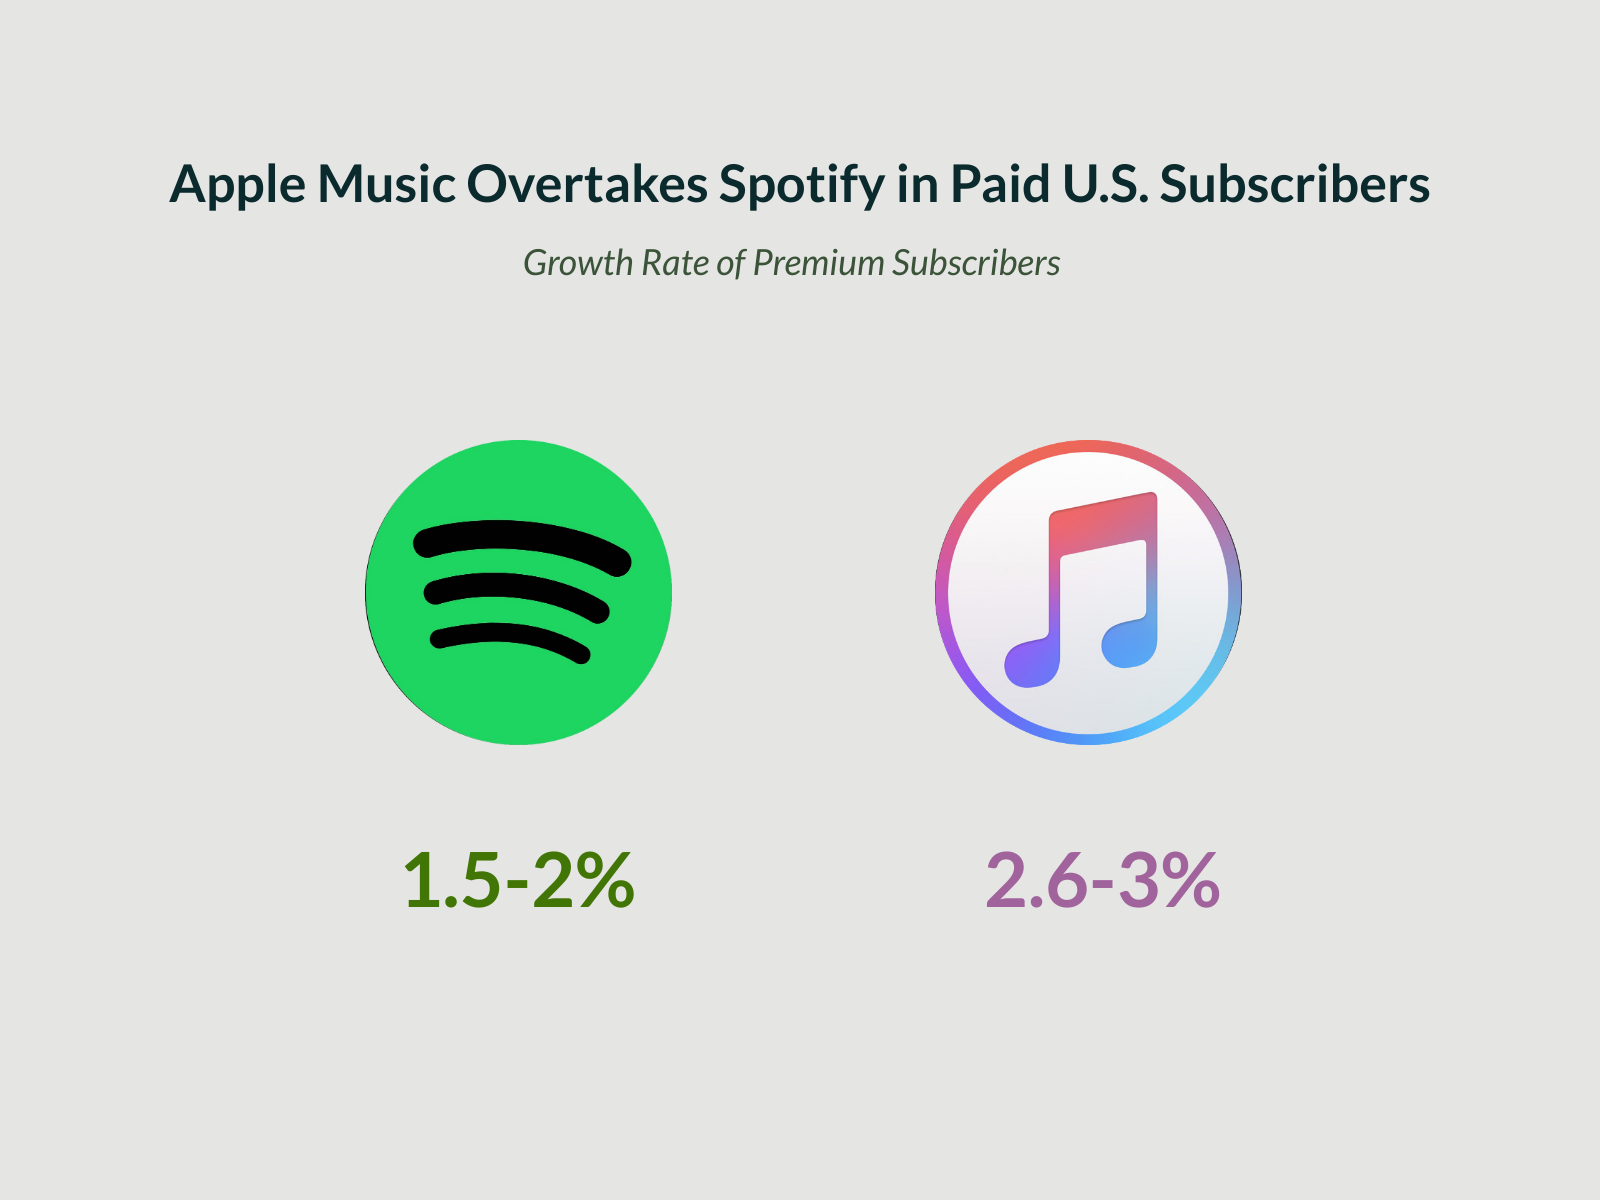 Apple Music Overtakes Spotify in Paid U.S. Subscribers
Growth Rate of Premium Subscribers
1.5-2%
2.6-3%